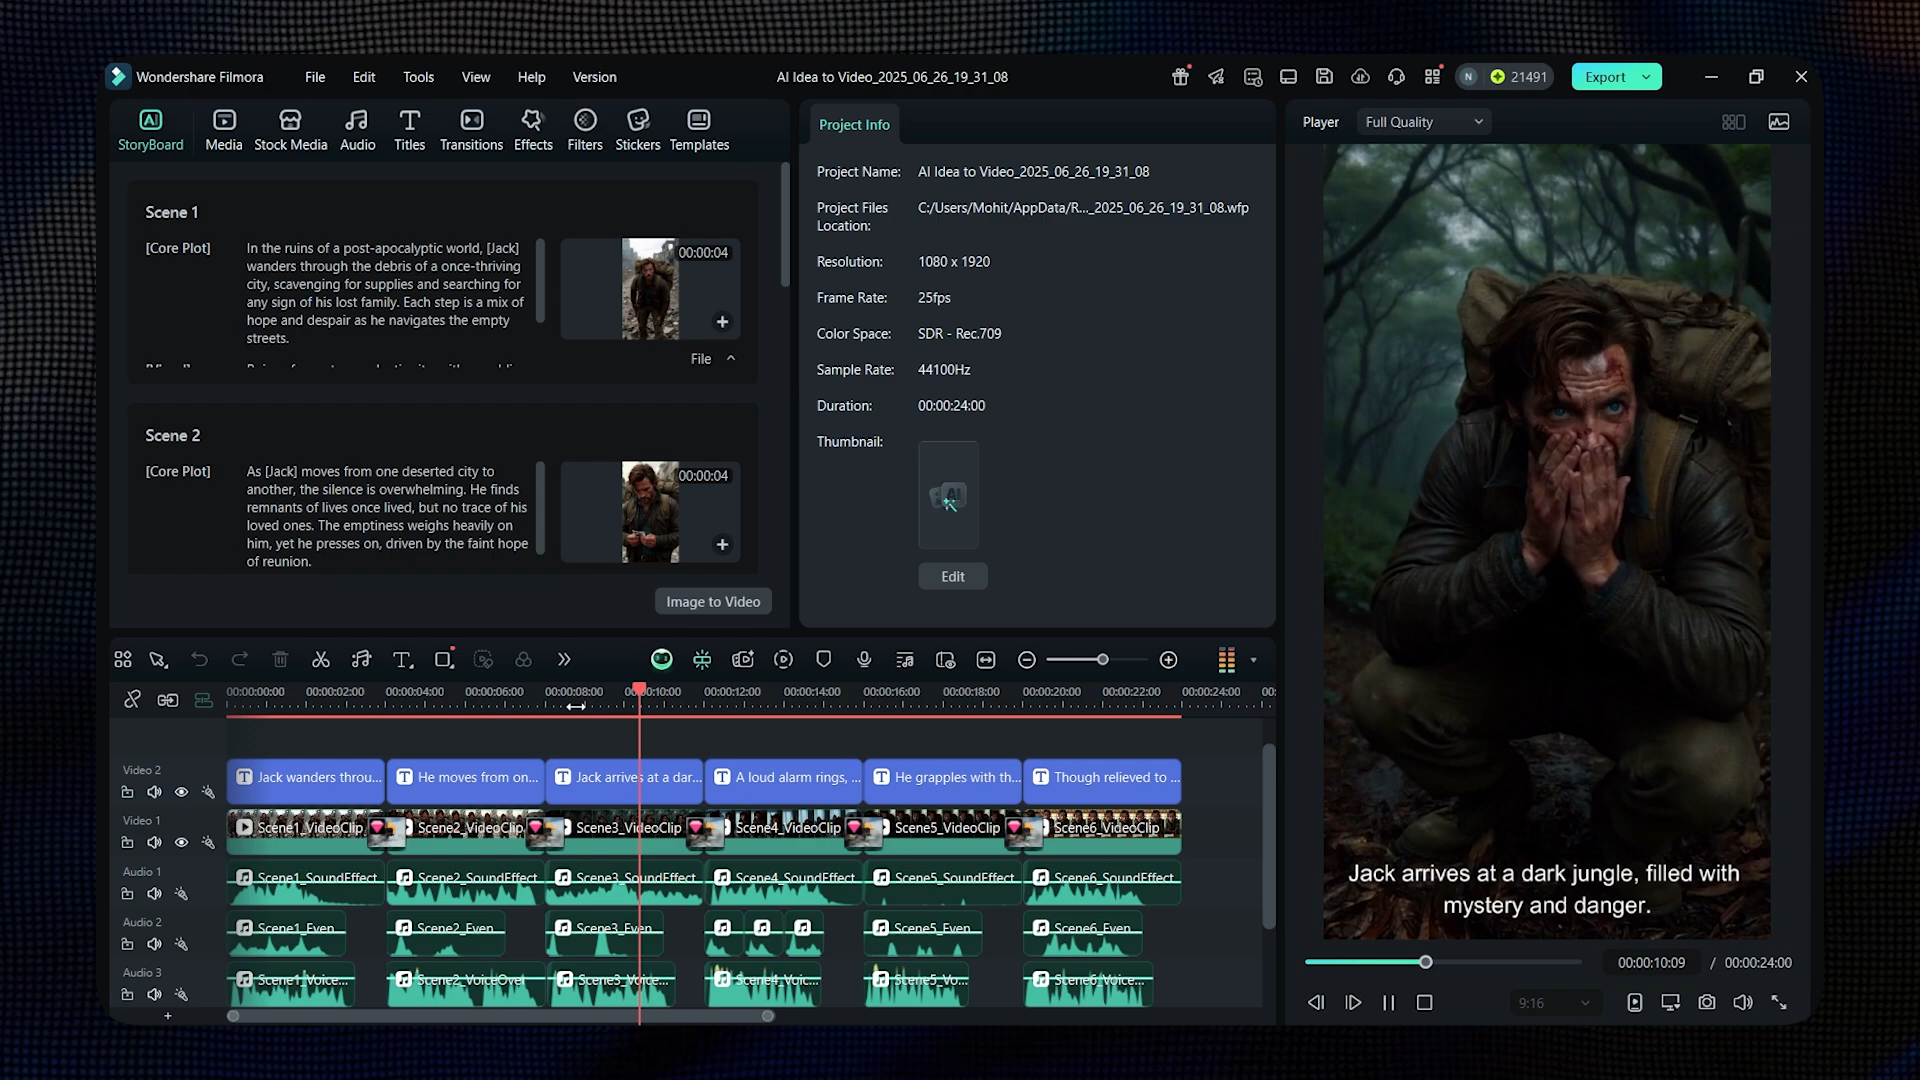 Wondershare Filmora File Edit Tools View Help Version AI Idea to Video_2025_06_26_19_31_08 N 21491 Export
StoryBoard Media Stock Media Audio Titles Transitions Effects Filters Stickers Templates
Scene 1
[Core Plot]
In the ruins of a post-apocalyptic world, [Jack]
wanders through the debris of a once-thriving
city, scavenging for supplies and searching for
any sign of his lost family. Each step is a mix of
hope and despair as he navigates the empty
streets.
00:00:04
File
Scene 2
[Core Plot]
As [Jack] moves from one deserted city to
another, the silence is overwhelming. He finds
remnants of lives once lived, but no trace of his
loved ones. The emptiness weighs heavily on
him, yet he presses on, driven by the faint hope
of reunion.
00:00:04
Image to Video
Project Info
Project Name: AI Idea to Video_2025_06_26_19_31_08
Project Files
Location:
C:/Users/Mohit/AppData/R..._2025_06_26_19_31_08.wfp
Resolution: 1080 x 1920
Frame Rate: 25fps
Color Space: SDR - Rec.709
Sample Rate: 44100Hz
Duration: 00:00:24:00
Thumbnail:
AI
Edit
Player Full Quality
Jack arrives at a dark jungle, filled with
mystery and danger.
00:00:10:09 / 00:00:24:00
9:16
00:00:00:00 00:00:02:00 00:00:04:00 00:00:06:00 00:00:08:00 00:00:10:00 00:00:12:00 00:00:14:00 00:00:16:00 00:00:18:00 00:00:20:00 00:00:22:00 00:00:24:00 00:
Video 2
Jack wanders throu... He moves from on... Jack arrives at a dar... A loud alarm rings, ... He grapples with th... Though relieved to ...
Video 1
Scene1_VideoClip Scene2_VideoClip Scene3_VideoClip Scene4_VideoClip Scene5_VideoClip Scene6_VideoClip
Audio 1
Scene1_SoundEffect Scene2_SoundEffect Scene3_SoundEffect Scene4_SoundEffect Scene5_SoundEffect Scene6_SoundEffect
Audio 2
Scene1_Even Scene2_Even Scene3_Even Scene5_Even Scene6_Even
Audio 3
Scene1_Voice... Scene2_VoiceOver Scene3_Voice... Scene4_Voic... Scene5_Vo... Scene6_Voice...